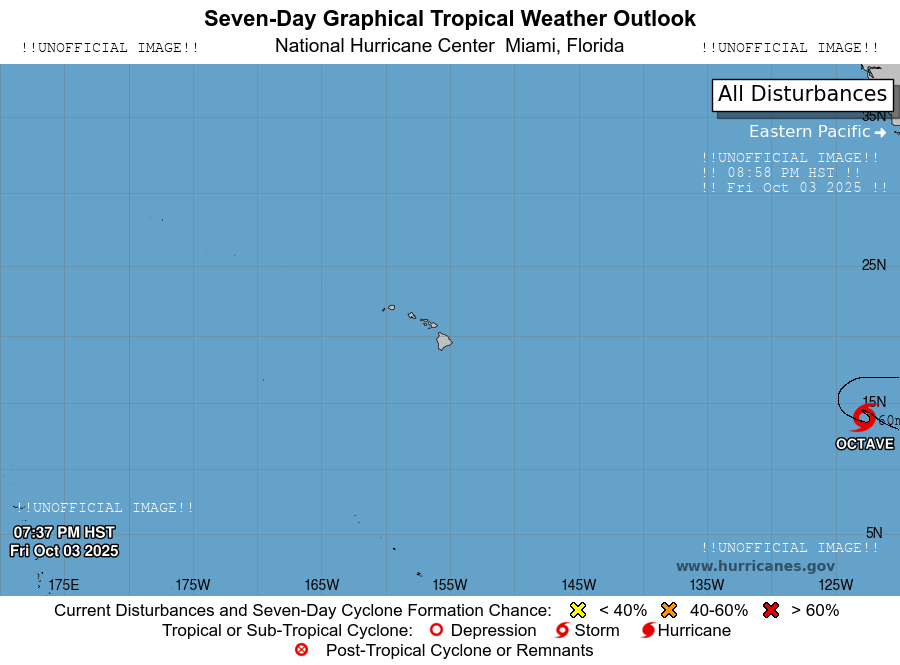 Seven-Day Graphical Tropical Weather Outlook
!!UNOFFICIAL IMAGE!!
National Hurricane Center Miami, Florida
!!UNOFFICIAL IMAGE!!
All Disturbances
35N
Eastern Pacific
!!UNOFFICIAL IMAGE!!
!! 08:58 PM HST !!
!! Fri Oct 03 2025 !!
25N
15N
OCTAVE
!!UNOFFICIAL IMAGE!!
07:37 PM HST
Fri Oct 03 2025
5N
!!UNOFFICIAL IMAGE!!
www.hurricanes.gov
175E 175W 165W 155W 145W 135W 125W
Current Disturbances and Seven-Day Cyclone Formation Chance: < 40% 40-60% > 60%
Tropical or Sub-Tropical Cyclone: Depression Storm Hurricane
Post-Tropical Cyclone or Remnants